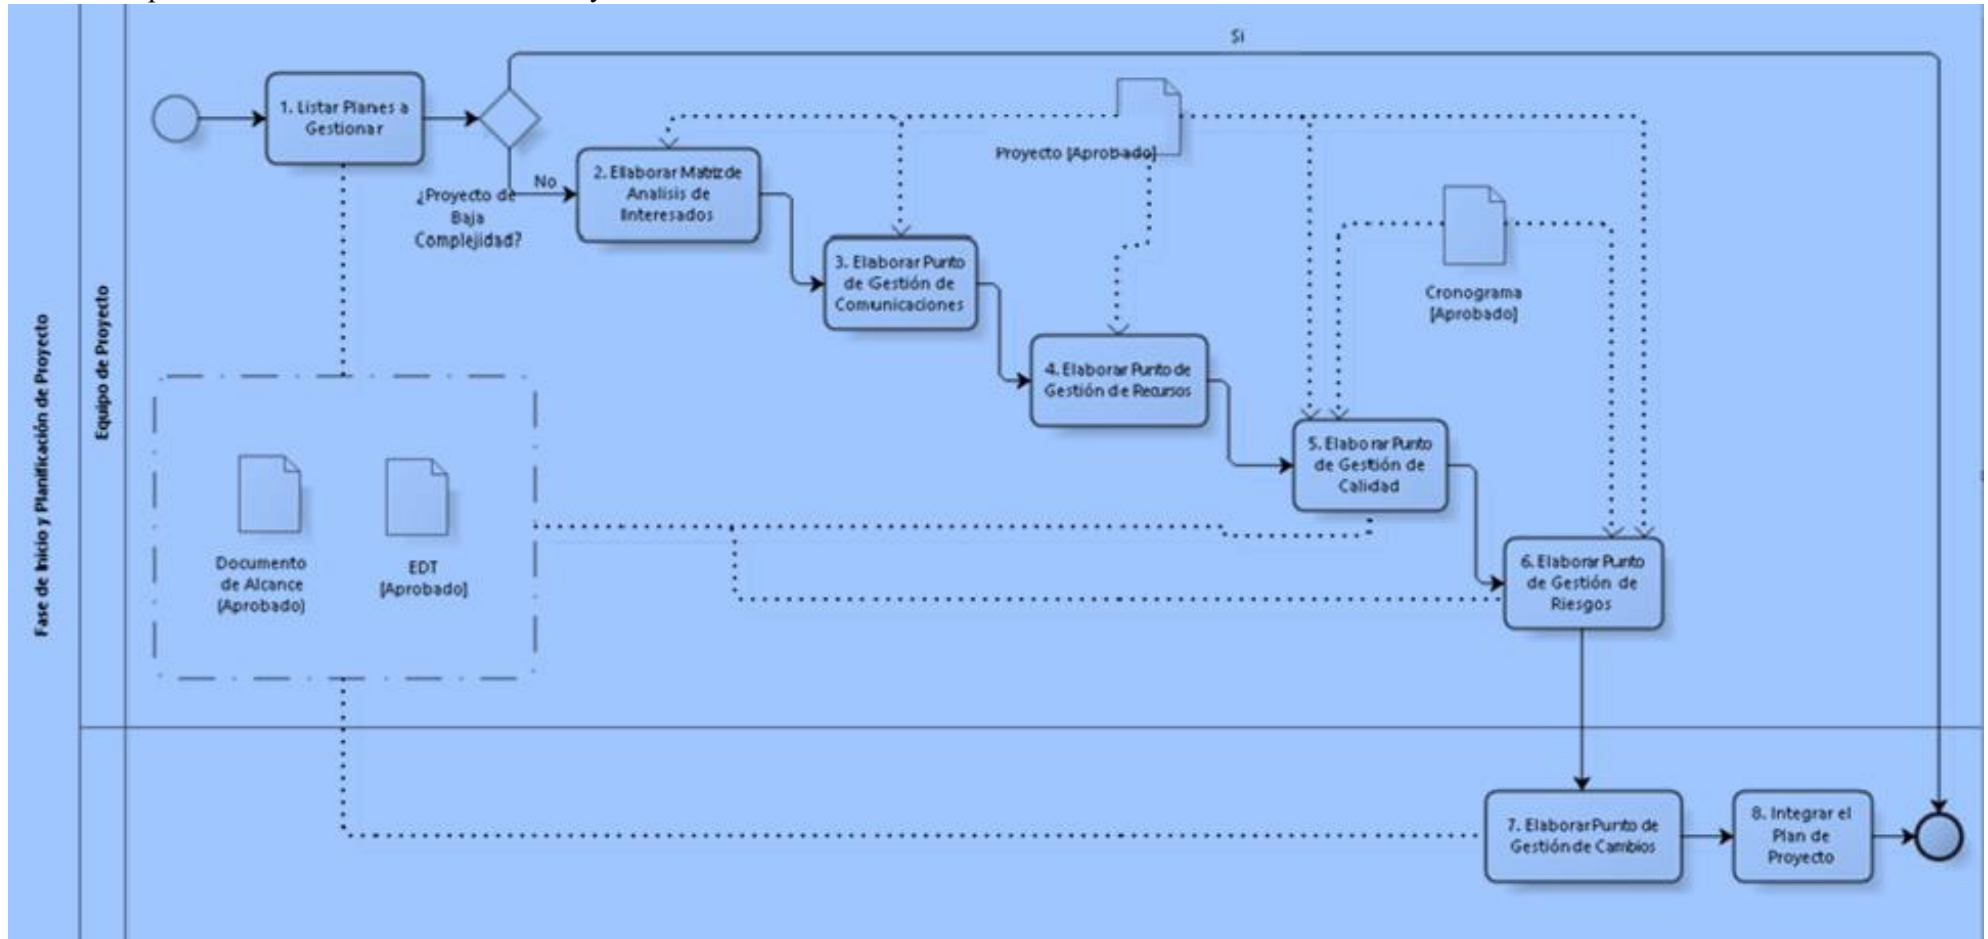 Fase de Inicio y Planificación de Proyecto
Equipo de Proyecto
1. Listar Planes a
Gestionar
¿Proyecto de
Baja
Complejidad?
Si
No
2. Elaborar Matriz de
Analisis de
Interesados
Proyecto [Aprobado]
3. Elaborar Punto
de Gestión de
Comunicaciones
Cronograma
[Aprobado]
4. Elaborar Punto de
Gestión de Recursos
5. Elaborar Punto
de Gestión de
Calidad
Documento
de Alcance
(Aprobado)
EDT
[Aprobado]
6. Elaborar Punto
de Gestión de
Riesgos
7. Elaborar Punto de
Gestión de Cambios
8. Integrar el
Plan de
Proyecto